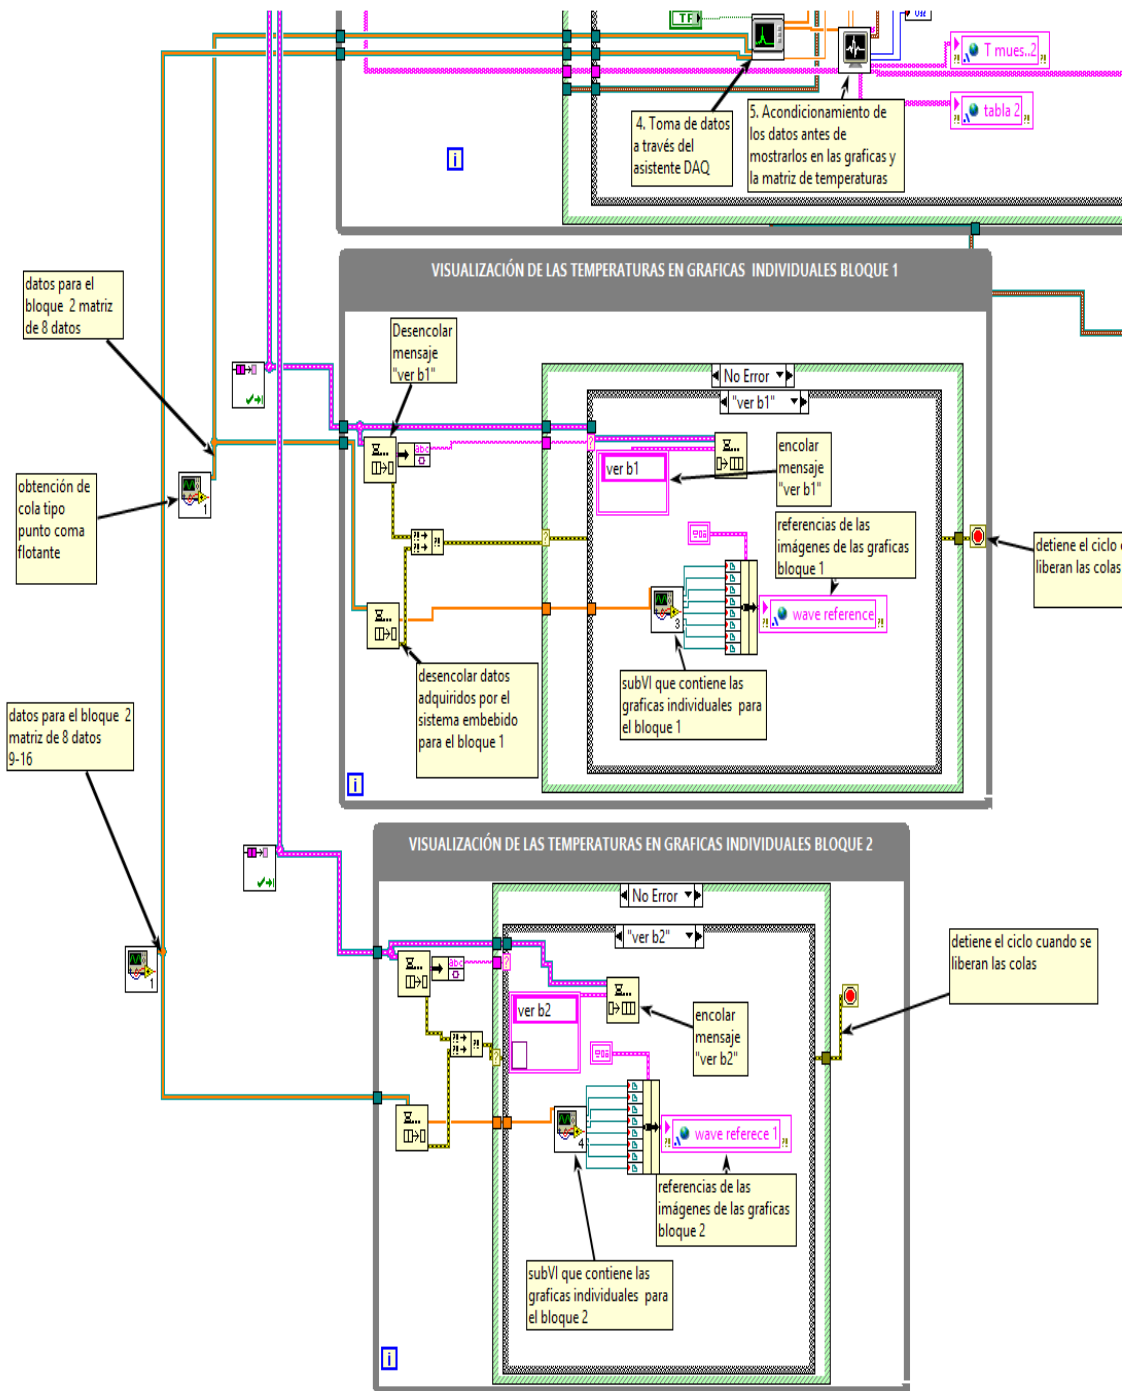 TF
Off
T mues..2
tabla 2
4. Toma de datos
a través del
asistente DAQ
5. Acondicionamiento de
los datos antes de
mostrarlos en las graficas y
la matriz de temperaturas
i
VISUALIZACIÓN DE LAS TEMPERATURAS EN GRAFICAS INDIVIDUALES BLOQUE 1
datos para el
bloque 2 matriz
de 8 datos
Desencolar
mensaje
"ver b1"
No Error
"ver b1"
abc
ver b1
encolar
mensaje
"ver b1"
obtención de
cola tipo
punto coma
flotante
1
referencias de las
imágenes de las graficas
bloque 1
detiene el ciclo
liberan las colas
wave reference
3
desencolar datos
adquiridos por el
sistema embebido
para el bloque 1
subVI que contiene las
graficas individuales para
el bloque 1
datos para el bloque 2
matriz de 8 datos
9-16
i
VISUALIZACIÓN DE LAS TEMPERATURAS EN GRAFICAS INDIVIDUALES BLOQUE 2
No Error
"ver b2"
abc
ver b2
1
encolar
mensaje
"ver b2"
detiene el ciclo cuando se
liberan las colas
4
wave referece 1
referencias de las
imágenes de las graficas
bloque 2
subVI que contiene las
graficas individuales para
el bloque 2
i